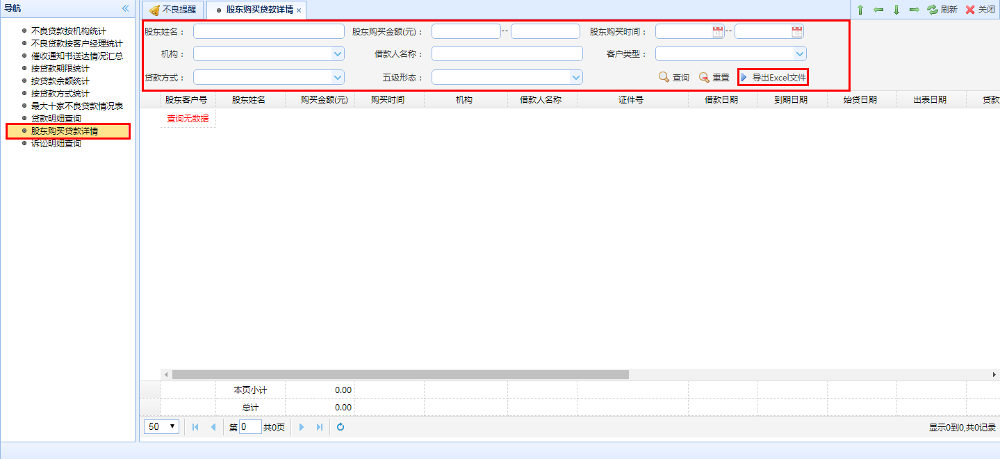 导航
不良贷款按机构统计
不良贷款按客户经理统计
催收通知书送达情况汇总
按贷款期限统计
按贷款余额统计
按贷款方式统计
最大十家不良贷款情况表
贷款明细查询
股东购买贷款详情
诉讼明细查询
不良提醒 股东购买贷款详情 刷新 关闭
股东姓名： 股东购买金额(元)： -- 股东购买时间： --
机构： 借款人名称： 客户类型：
贷款方式： 五级形态： 查询 重置 导出Excel文件
股东客户号 股东姓名 购买金额(元) 购买时间 机构 借款人名称 证件号 借款日期 到期日期 始贷日期 出表日期 贷款
查询无数据
本页小计 0.00
总计 0.00
50 第 0 共0页 显示0到0,共0记录